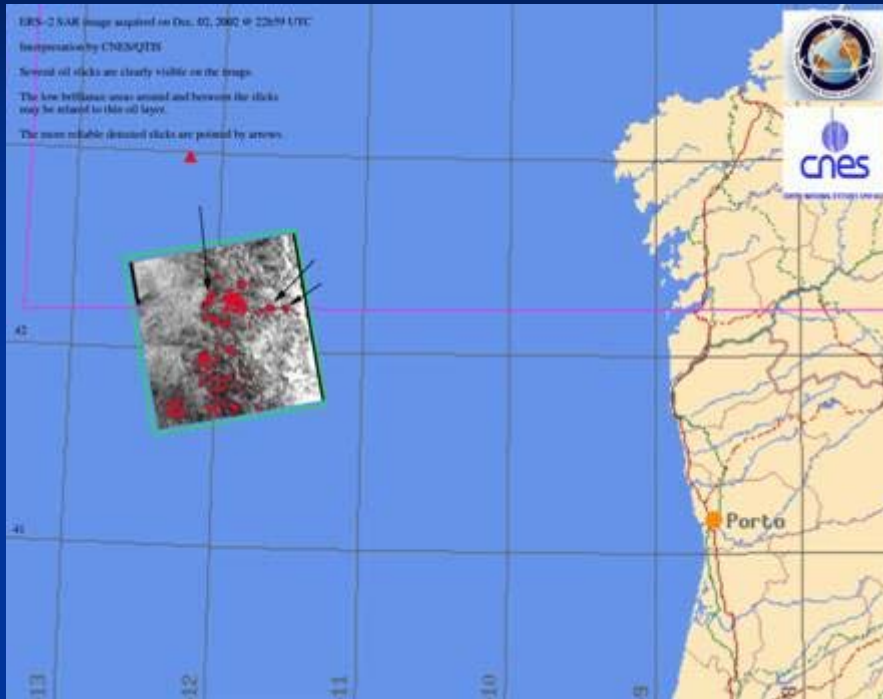 ERS-2 SAR image acquired on Dec. 02, 2002 @ 22h59 UTC
Interpretation by CNES/QTIS
Several oil slicks are clearly visible on the image.
The low brilliance areas around and between the slicks
may be related to thin oil layer.
The more reliable detected slicks are pointed by arrows.
cnes
42
41
Porto
13
12
11
10
9
8